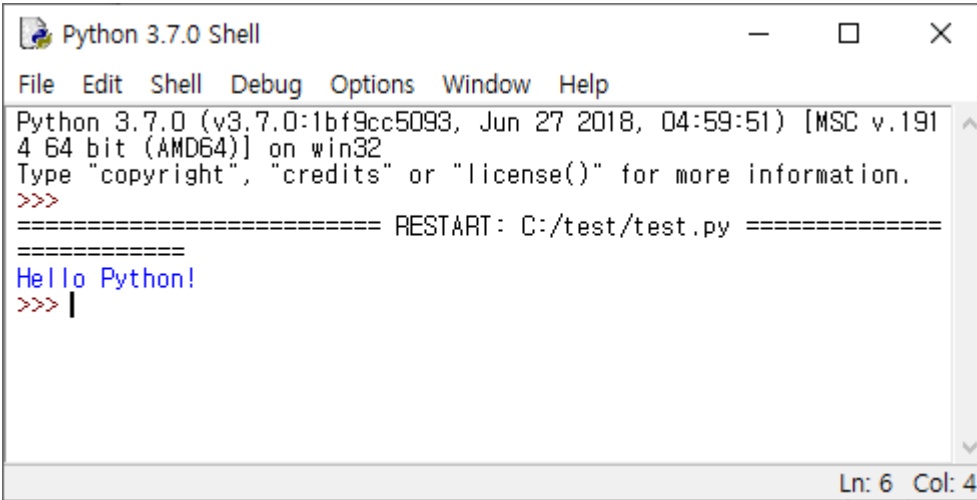 Python 3.7.0 Shell
File Edit Shell Debug Options Window Help
Python 3.7.0 (v3.7.0:1bf9cc5093, Jun 27 2018, 04:59:51) [MSC v.191
4 64 bit (AMD64)] on win32
Type "copyright", "credits" or "license()" for more information.
>>>
========================== RESTART: C:/test/test.py ==============
============
Hello Python!
>>>
Ln: 6 Col: 4